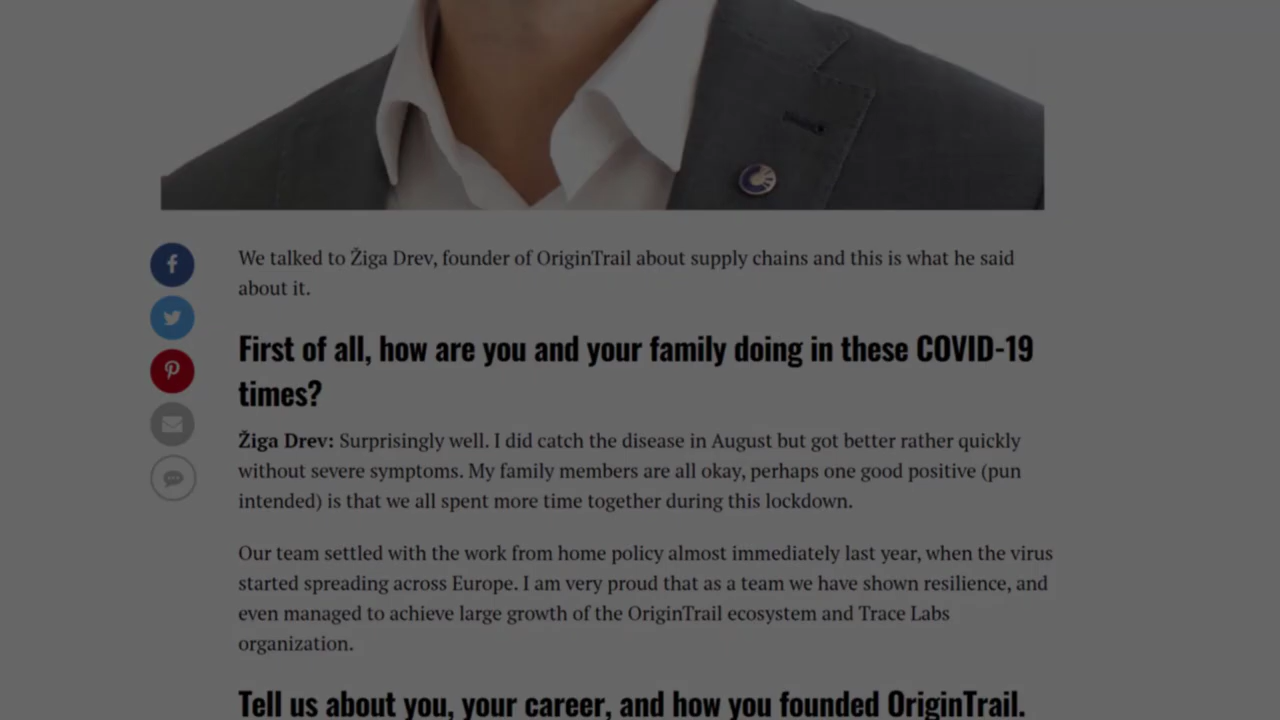 We talked to Žiga Drev, founder of OriginTrail about supply chains and this is what he said
about it.
First of all, how are you and your family doing in these COVID-19
times?
Žiga Drev: Surprisingly well. I did catch the disease in August but got better rather quickly
without severe symptoms. My family members are all okay, perhaps one good positive (pun
intended) is that we all spent more time together during this lockdown.
Our team settled with the work from home policy almost immediately last year, when the virus
started spreading across Europe. I am very proud that as a team we have shown resilience, and
even managed to achieve large growth of the OriginTrail ecosystem and Trace Labs
organization.
Tell us about you, your career, and how you founded OriginTrail.